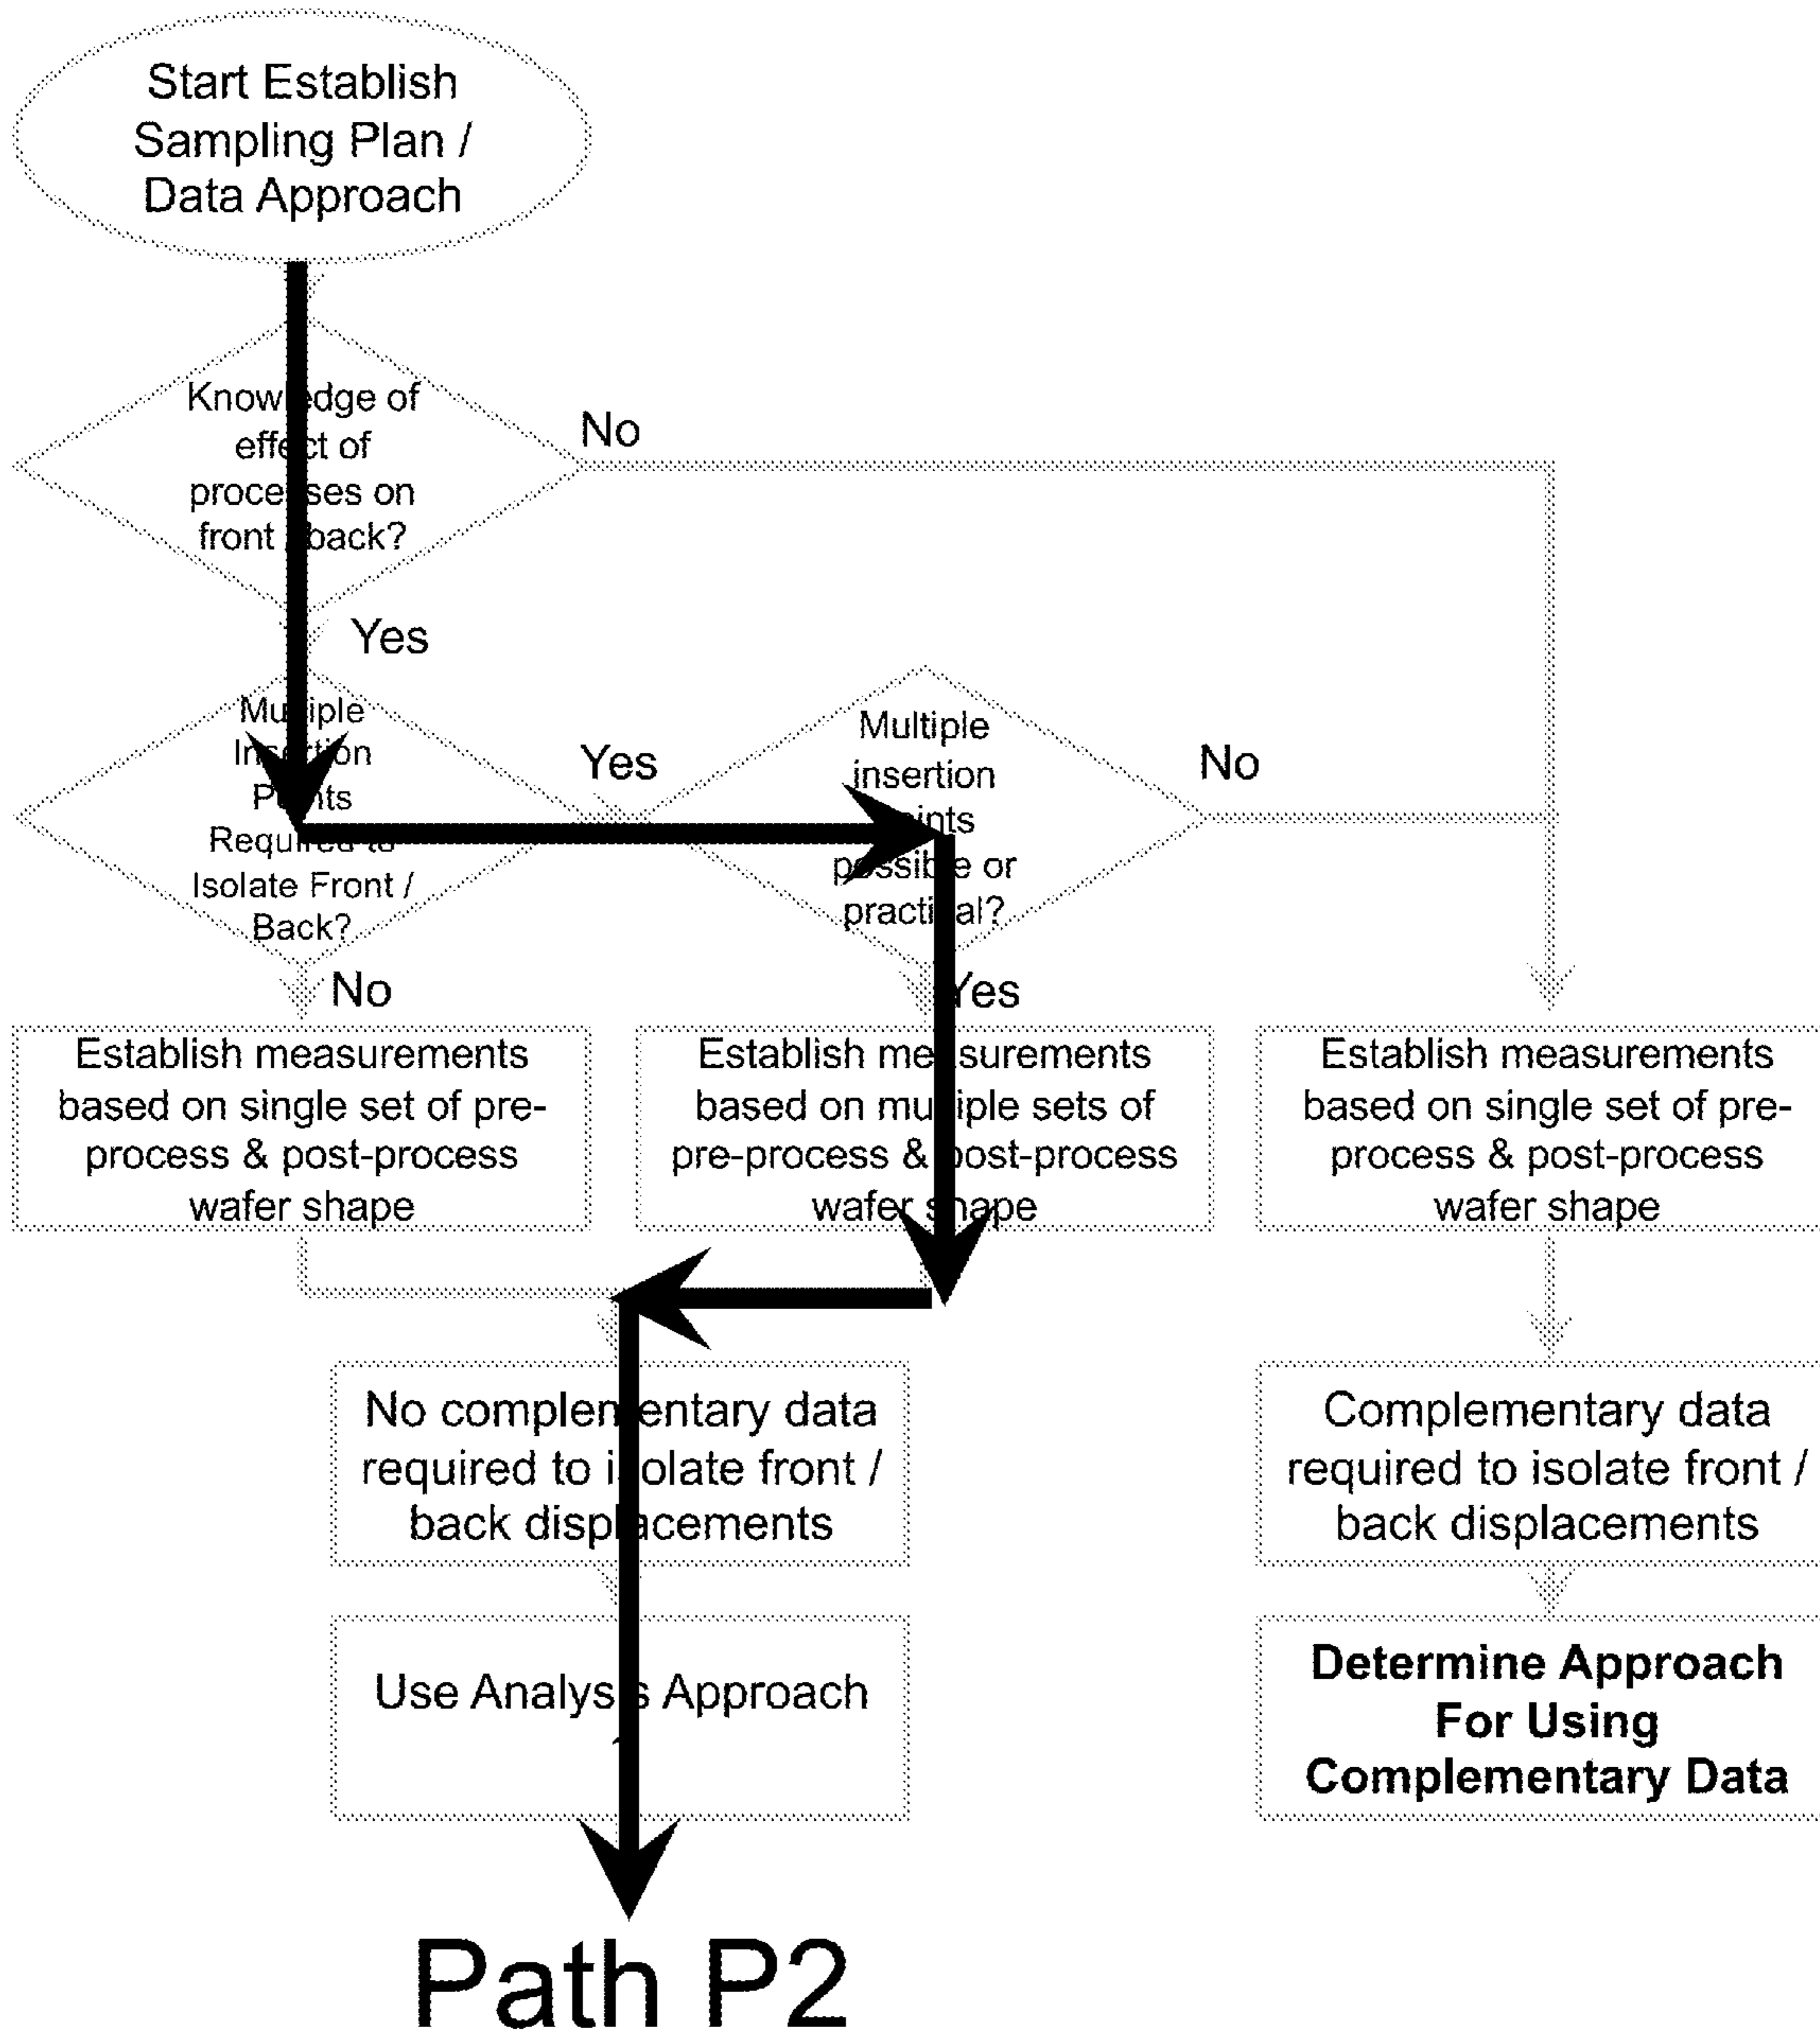 Start Establish
Sampling Plan /
Data Approach
Knowledge of
effect of
processes on
front / back?
No
Yes
Multiple
Insertion
Points
Required to
Isolate Front /
Back?
Yes
Multiple
insertion
points
possible or
practical?
No
No
Yes
Establish measurements
based on single set of pre-
process & post-process
wafer shape
Establish measurements
based on multiple sets of
pre-process & post-process
wafer shape
Establish measurements
based on single set of pre-
process & post-process
wafer shape
No complementary data
required to isolate front /
back displacements
Complementary data
required to isolate front /
back displacements
Use Analysis Approach
Determine Approach
For Using
Complementary Data
Path P2